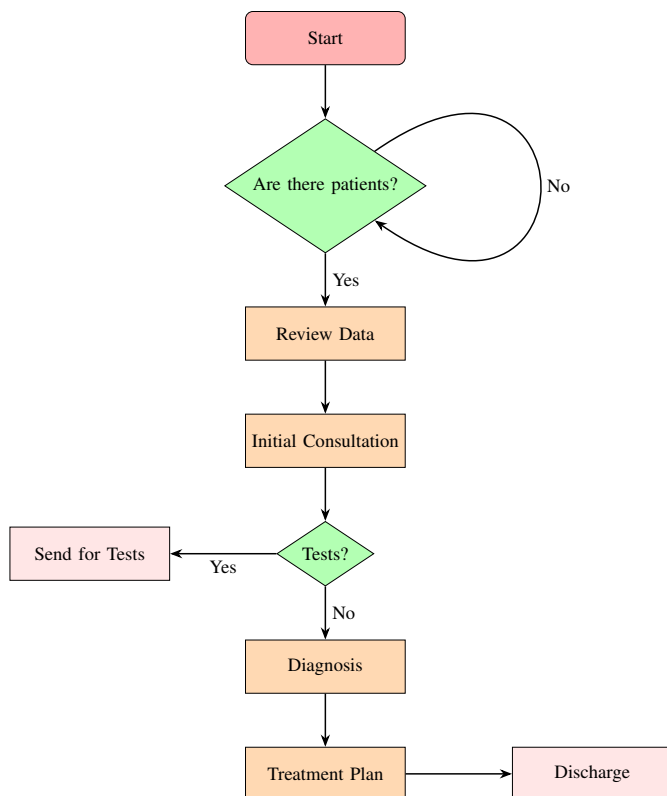 Start
Are there patients?
No
Yes
Review Data
Initial Consultation
Send for Tests
Yes
Tests?
No
Diagnosis
Treatment Plan
Discharge